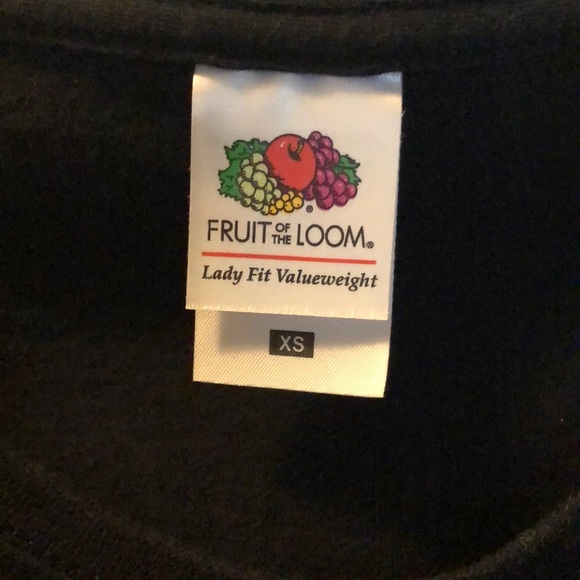 FRUIT OF THE LOOM®
Lady Fit Valueweight
XS